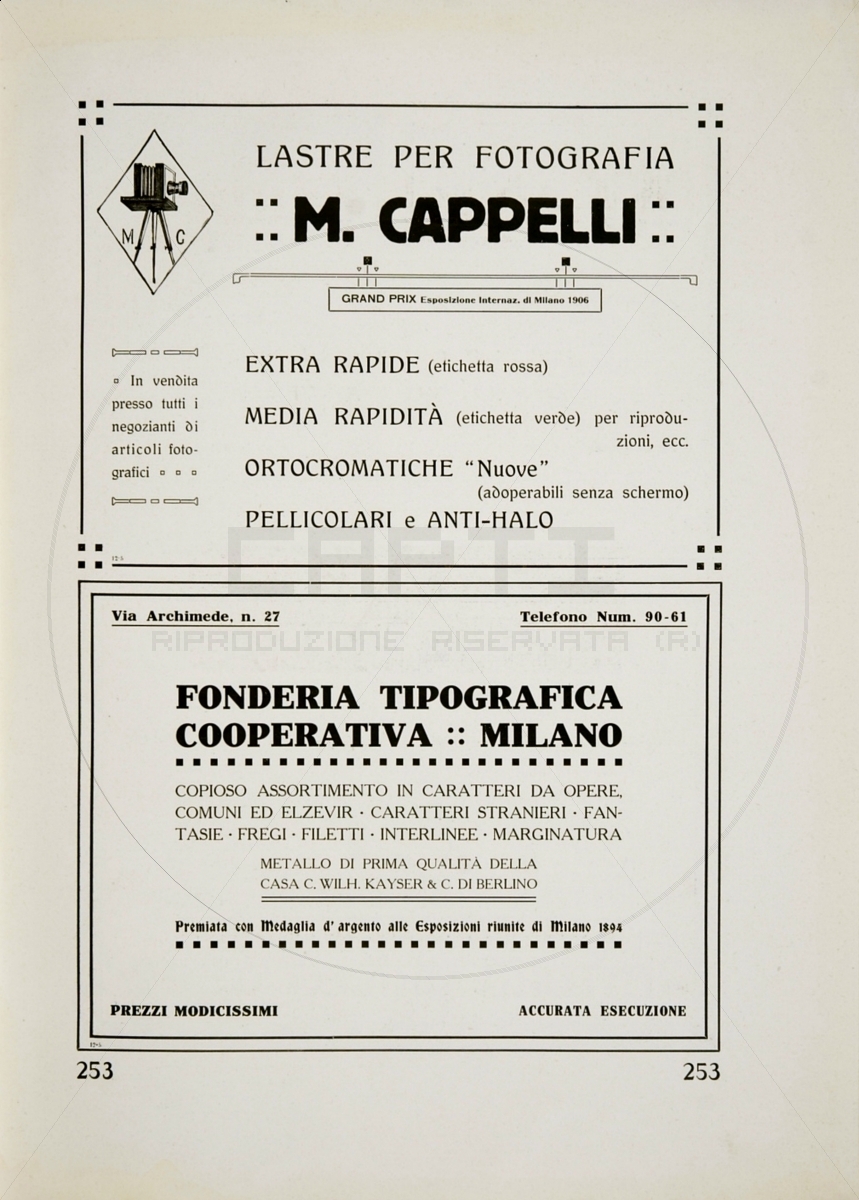 LASTRE PER FOTOGRAFIA
:: M. CAPPELLI ::
M C
GRAND PRIX Esposizione Internaz. di Milano 1906
▫ In vendita
presso tutti i
negozianti di
articoli foto-
grafici ▫ ▫ ▫
EXTRA RAPIDE (etichetta rossa)
MEDIA RAPIDITÀ (etichetta verde) per riprodu-
zioni, ecc.
ORTOCROMATICHE “Nuove”
(adoperabili senza schermo)
PELLICOLARI e ANTI-HALO
CAPTI
RIPRODUZIONE RISERVATA (R)
Via Archimede, n. 27
Telefono Num. 90-61
FONDERIA TIPOGRAFICA
COOPERATIVA :: MILANO
COPIOSO ASSORTIMENTO IN CARATTERI DA OPERE,
COMUNI ED ELZEVIR · CARATTERI STRANIERI · FAN-
TASIE · FREGI · FILETTI · INTERLINEE · MARGINATURA
METALLO DI PRIMA QUALITÀ DELLA
CASA C. WILH. KAYSER & C. DI BERLINO
Premiata con Medaglia d'argento alle Esposizioni riunite di Milano 1894
PREZZI MODICISSIMI
ACCURATA ESECUZIONE
253
253